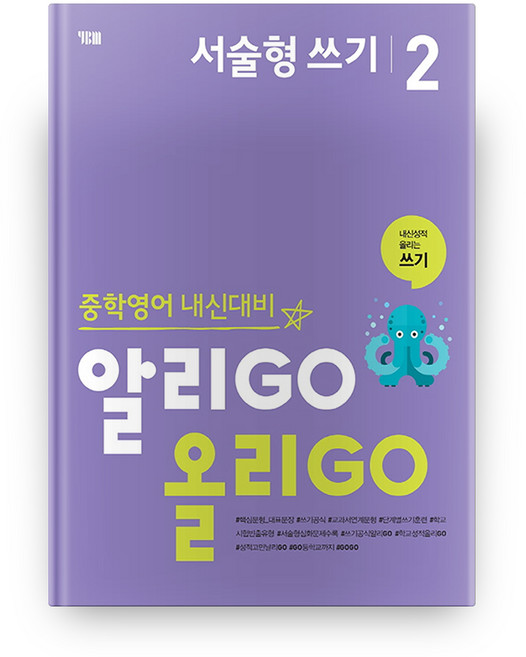 YBM
서술형 쓰기 | 2
내신성적
올리는
쓰기
중학영어 내신대비
알리GO
올리GO
#핵심문형_대표문장 #쓰기공식 #교과서연계문형 #단계별쓰기훈련 #학교
시험빈출유형 #서술형심화문제수록 #쓰기공식알리GO #학교성적올리GO
#성적고민날리GO #GO등학교까지 #GOGO